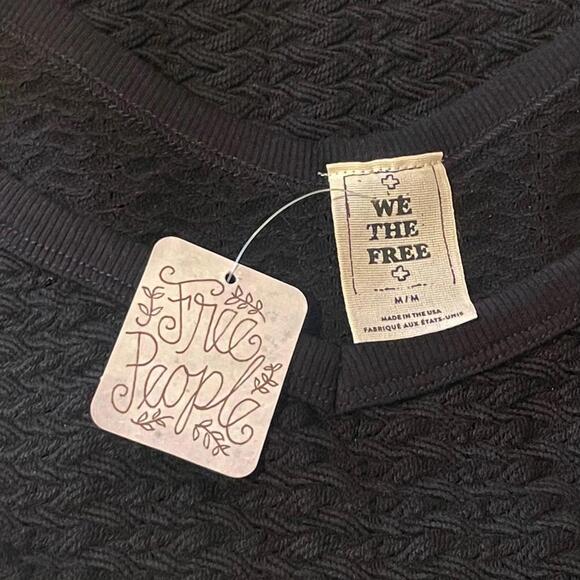 WE
THE
FREE
M/M
MADE IN THE USA
FABRIQUÉ AUX ÉTATS-UNIS
Free
People